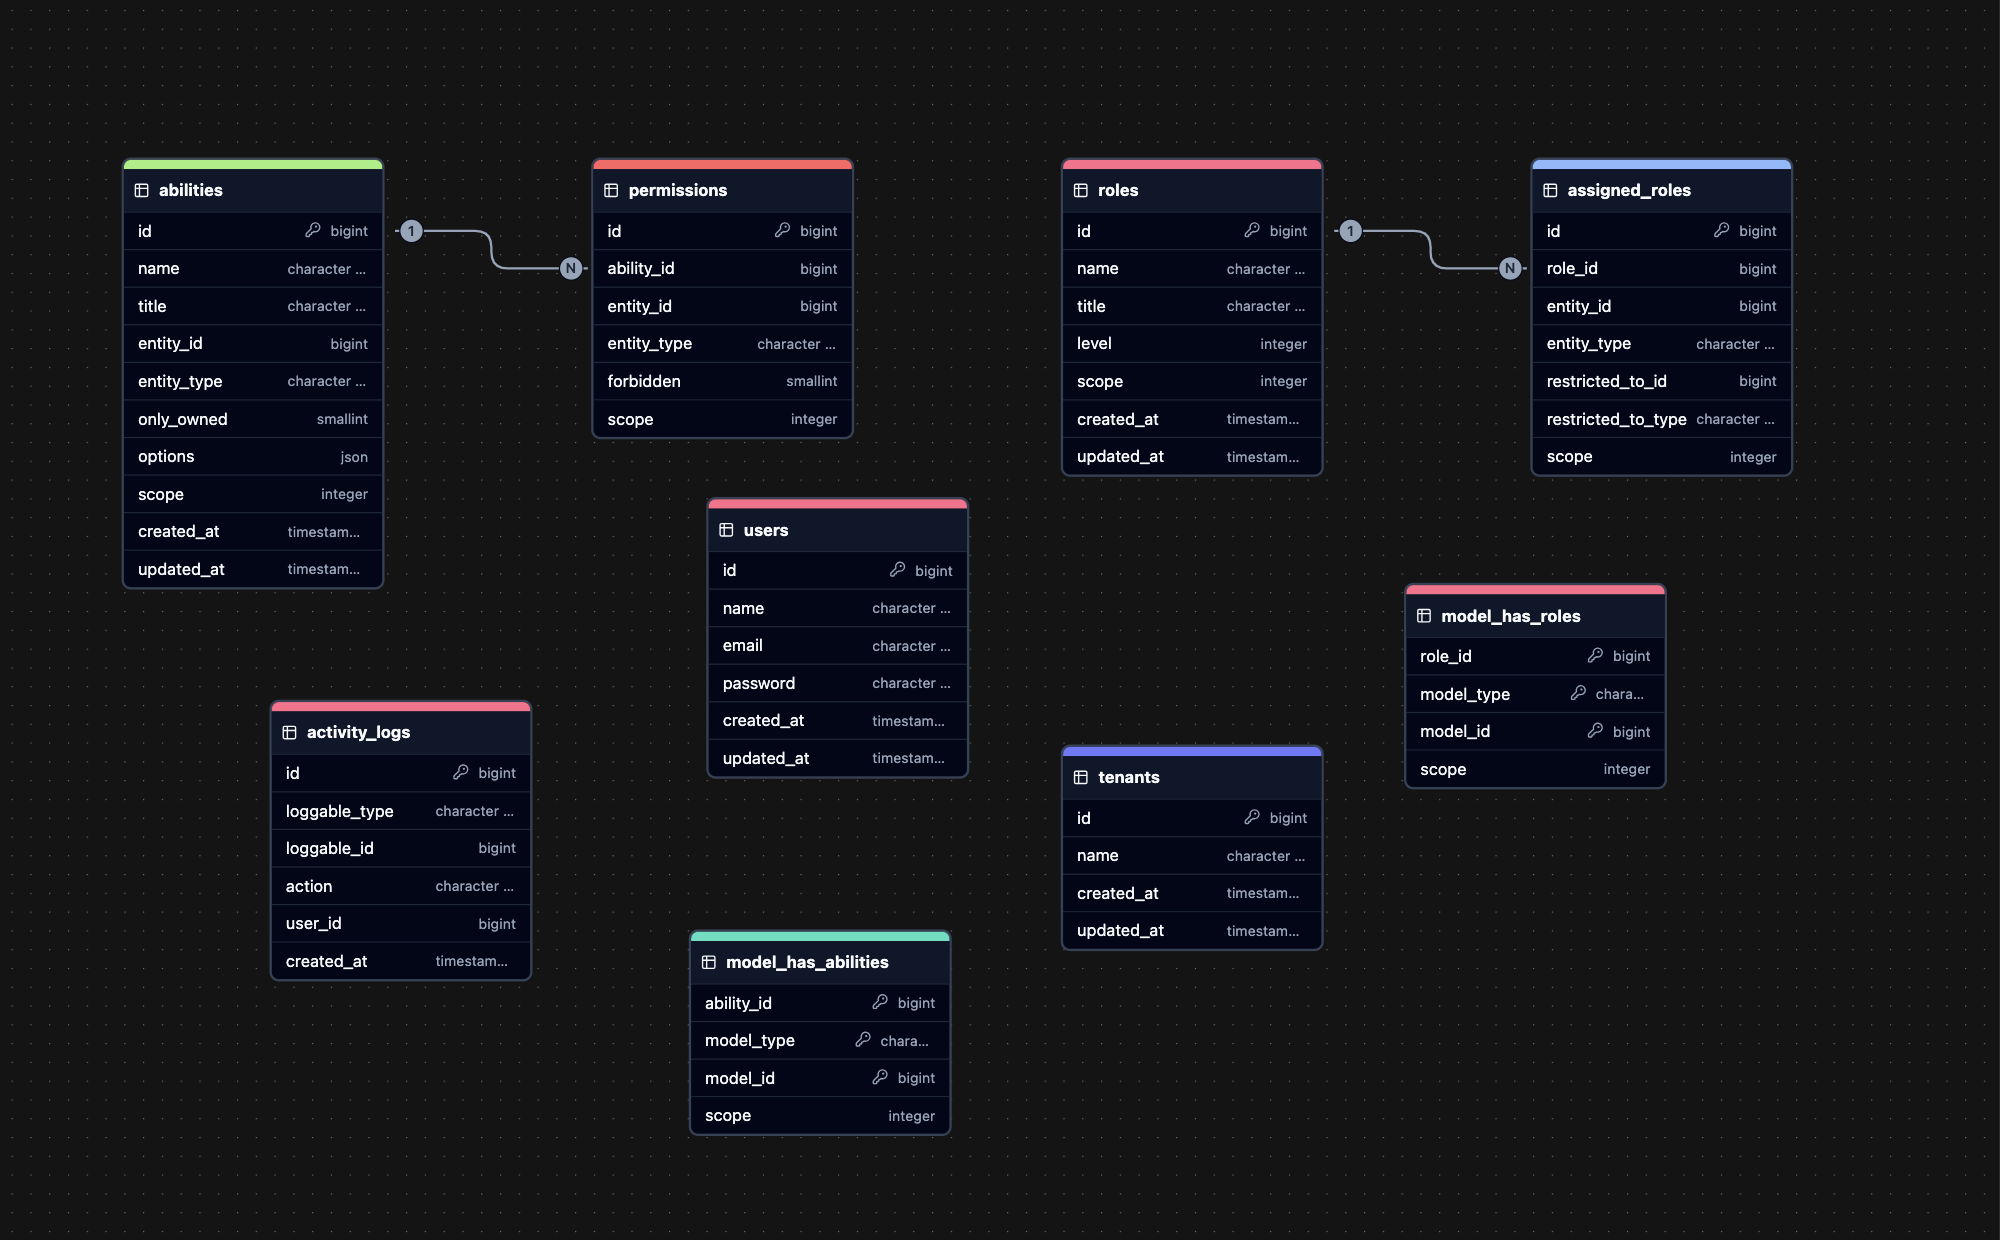 abilities
id bigint
name character ...
title character ...
entity_id bigint
entity_type character ...
only_owned smallint
options json
scope integer
created_at timestam...
updated_at timestam...
1
N
permissions
id bigint
ability_id bigint
entity_id bigint
entity_type character ...
forbidden smallint
scope integer
roles
id bigint
name character ...
title character ...
level integer
scope integer
created_at timestam...
updated_at timestam...
1
N
assigned_roles
id bigint
role_id bigint
entity_id bigint
entity_type character ...
restricted_to_id bigint
restricted_to_type character ...
scope integer
users
id bigint
name character ...
email character ...
password character ...
created_at timestam...
updated_at timestam...
model_has_roles
role_id bigint
model_type chara...
model_id bigint
scope integer
activity_logs
id bigint
loggable_type character ...
loggable_id bigint
action character ...
user_id bigint
created_at timestam...
tenants
id bigint
name character ...
created_at timestam...
updated_at timestam...
model_has_abilities
ability_id bigint
model_type chara...
model_id bigint
scope integer